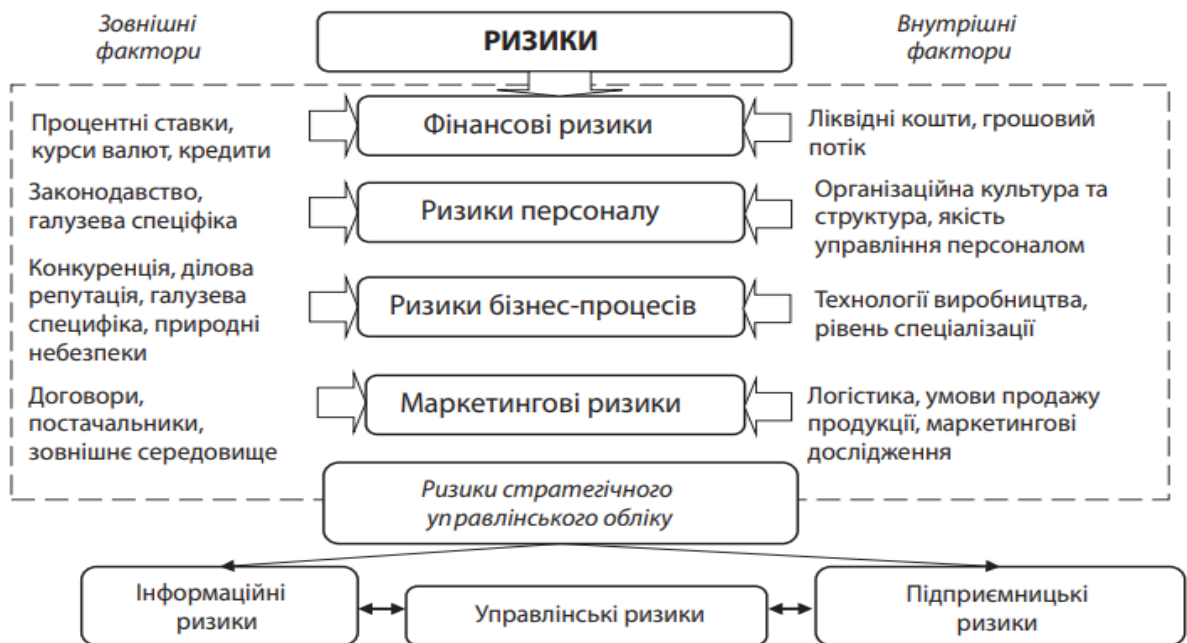 Зовнішні
фактори
РИЗИКИ
Внутрішні
фактори
Процентні ставки,
курси валют, кредити
Фінансові ризики
Ліквідні кошти, грошовий
потік
Законодавство,
галузева спеціфіка
Ризики персоналу
Організаційна культура та
структура, якість
управління персоналом
Конкуренція, ділова
репутація, галузева
специфіка, природні
небезпеки
Ризики бізнес-процесів
Технології виробництва,
рівень спеціалізації
Договори,
постачальники,
зовнішнє середовище
Маркетингові ризики
Логістика, умови продажу
продукції, маркетингові
дослідження
Ризики стратегічного
управлінського обліку
Інформаційні
ризики
Управлінські ризики
Підприємницькі
ризики